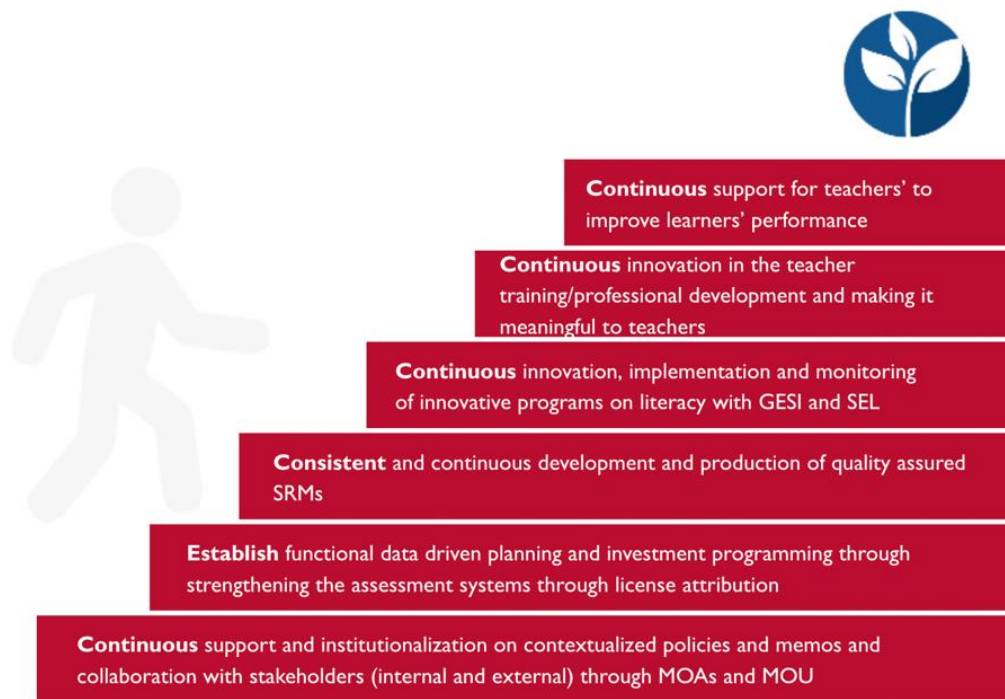 Continuous support for teachers' to
improve learners' performance
Continuous innovation in the teacher
training/professional development and making it
meaningful to teachers
Continuous innovation, implementation and monitoring
of innovative programs on literacy with GESI and SEL
Consistent and continuous development and production of quality assured
SRMs
Establish functional data driven planning and investment programming through
strengthening the assessment systems through license attribution
Continuous support and institutionalization on contextualized policies and memos and
collaboration with stakeholders (internal and external) through MOAs and MOU